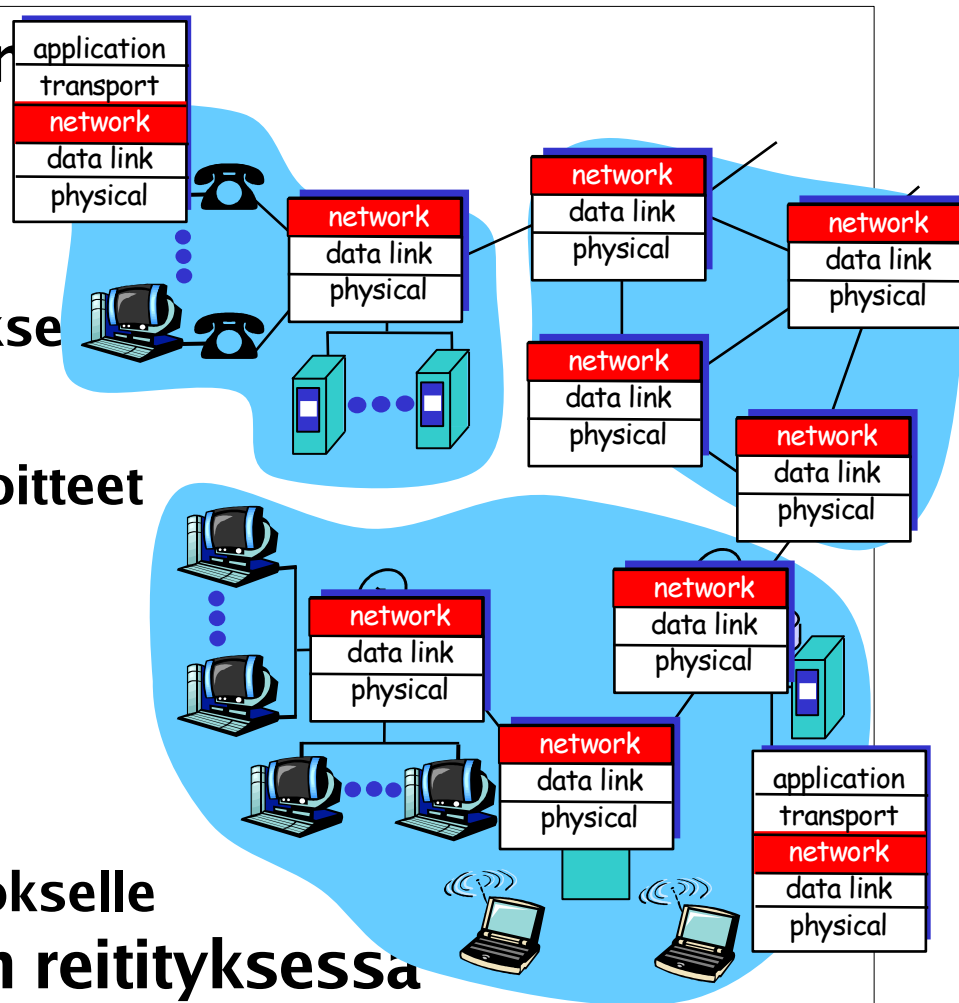 application
transport
network
data link
physical
network
data link
physical
network
data link
physical
network
data link
physical
network
data link
physical
network
data link
physical
kse
oitteet
network
data link
physical
network
data link
physical
network
data link
physical
application
transport
network
data link
physical
okselle
n reitityksessä